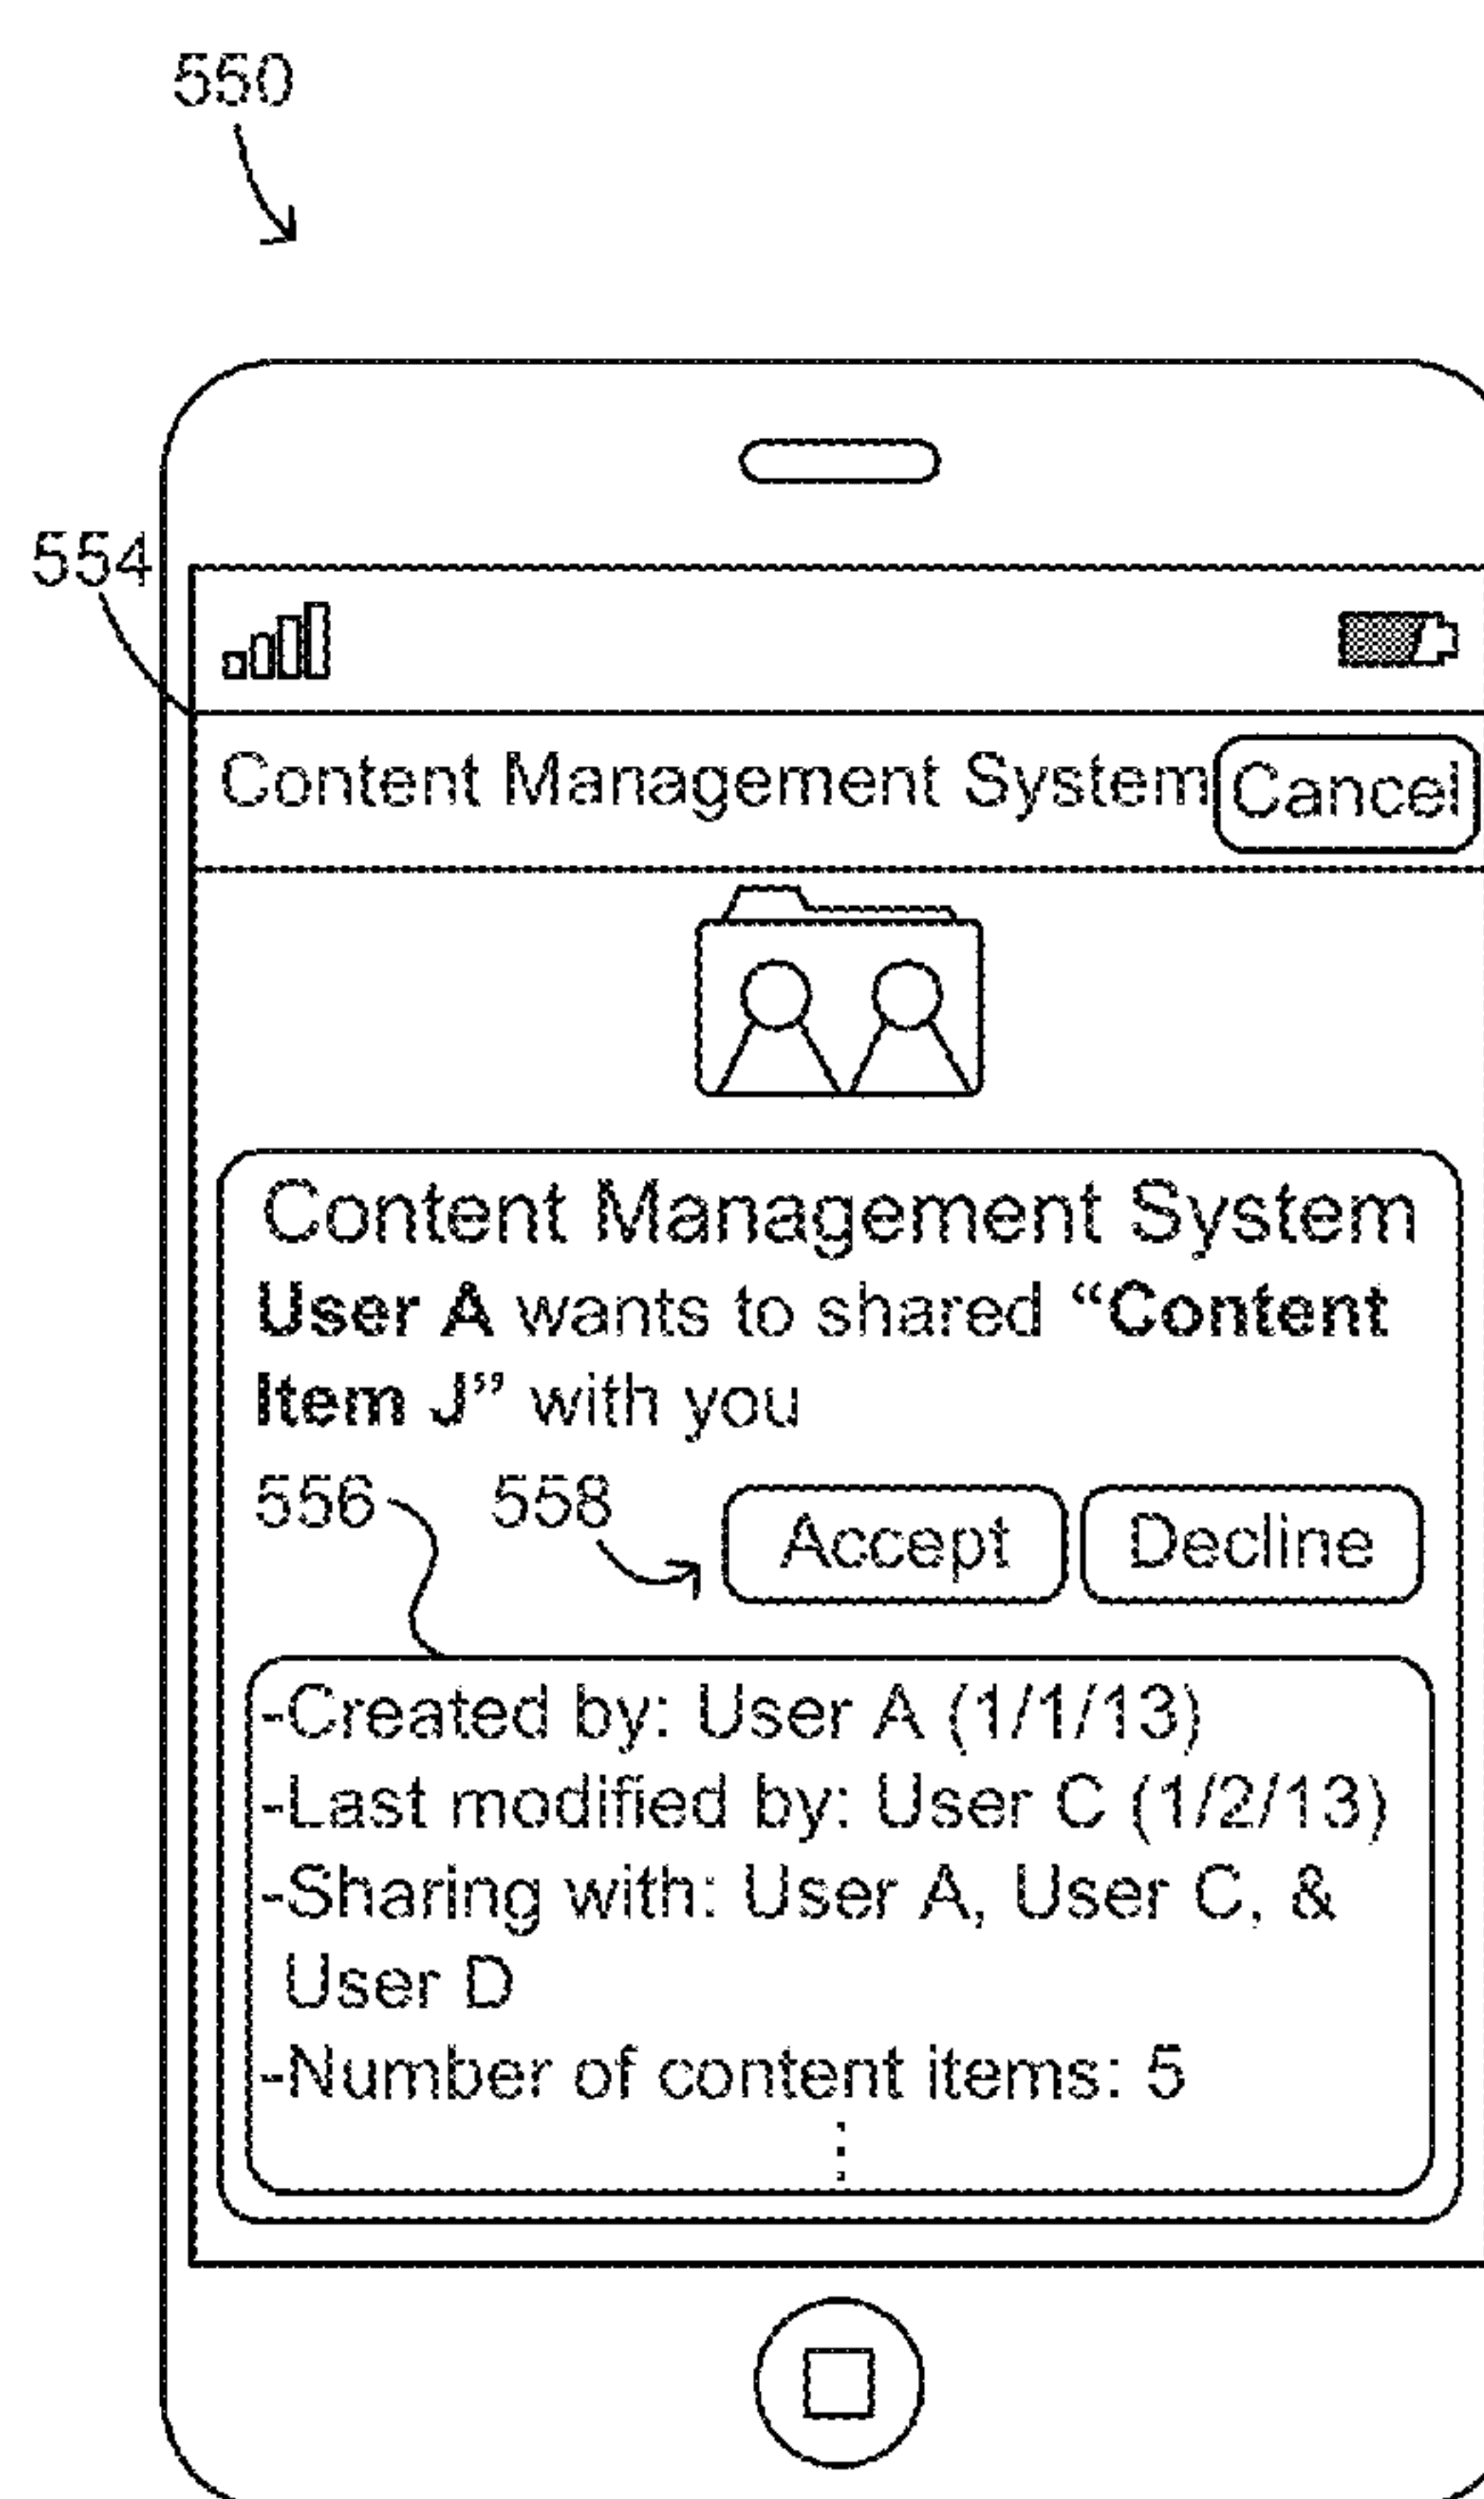 550
554
Content Management System Cancel
Content Management System
User A wants to shared “Content
Item J” with you
556 558 Accept Decline
-Created by: User A (1/1/13)
-Last modified by: User C (1/2/13)
-Sharing with: User A, User C, &
User D
-Number of content items: 5